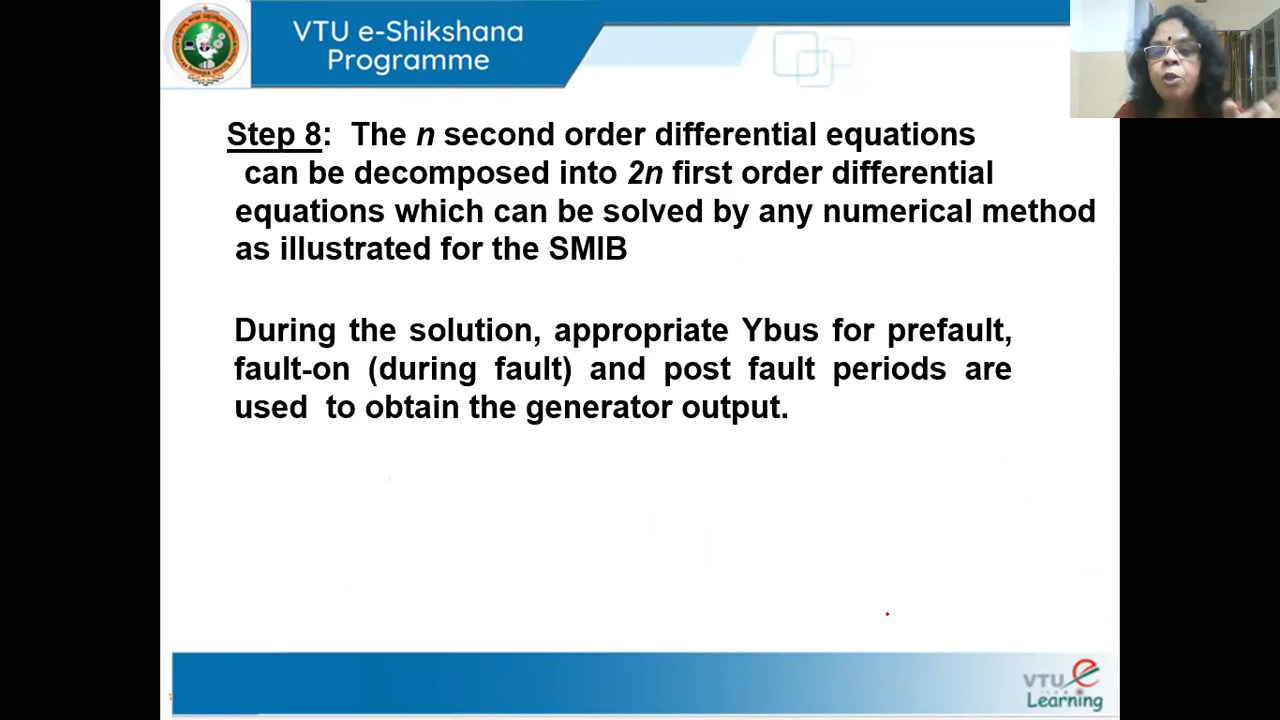 VTU e-Shikshana
Programme
Step 8: The n second order differential equations
can be decomposed into 2n first order differential
equations which can be solved by any numerical method
as illustrated for the SMIB
During the solution, appropriate Ybus for prefault,
fault-on (during fault) and post fault periods are
used to obtain the generator output.
VTU e
Learning